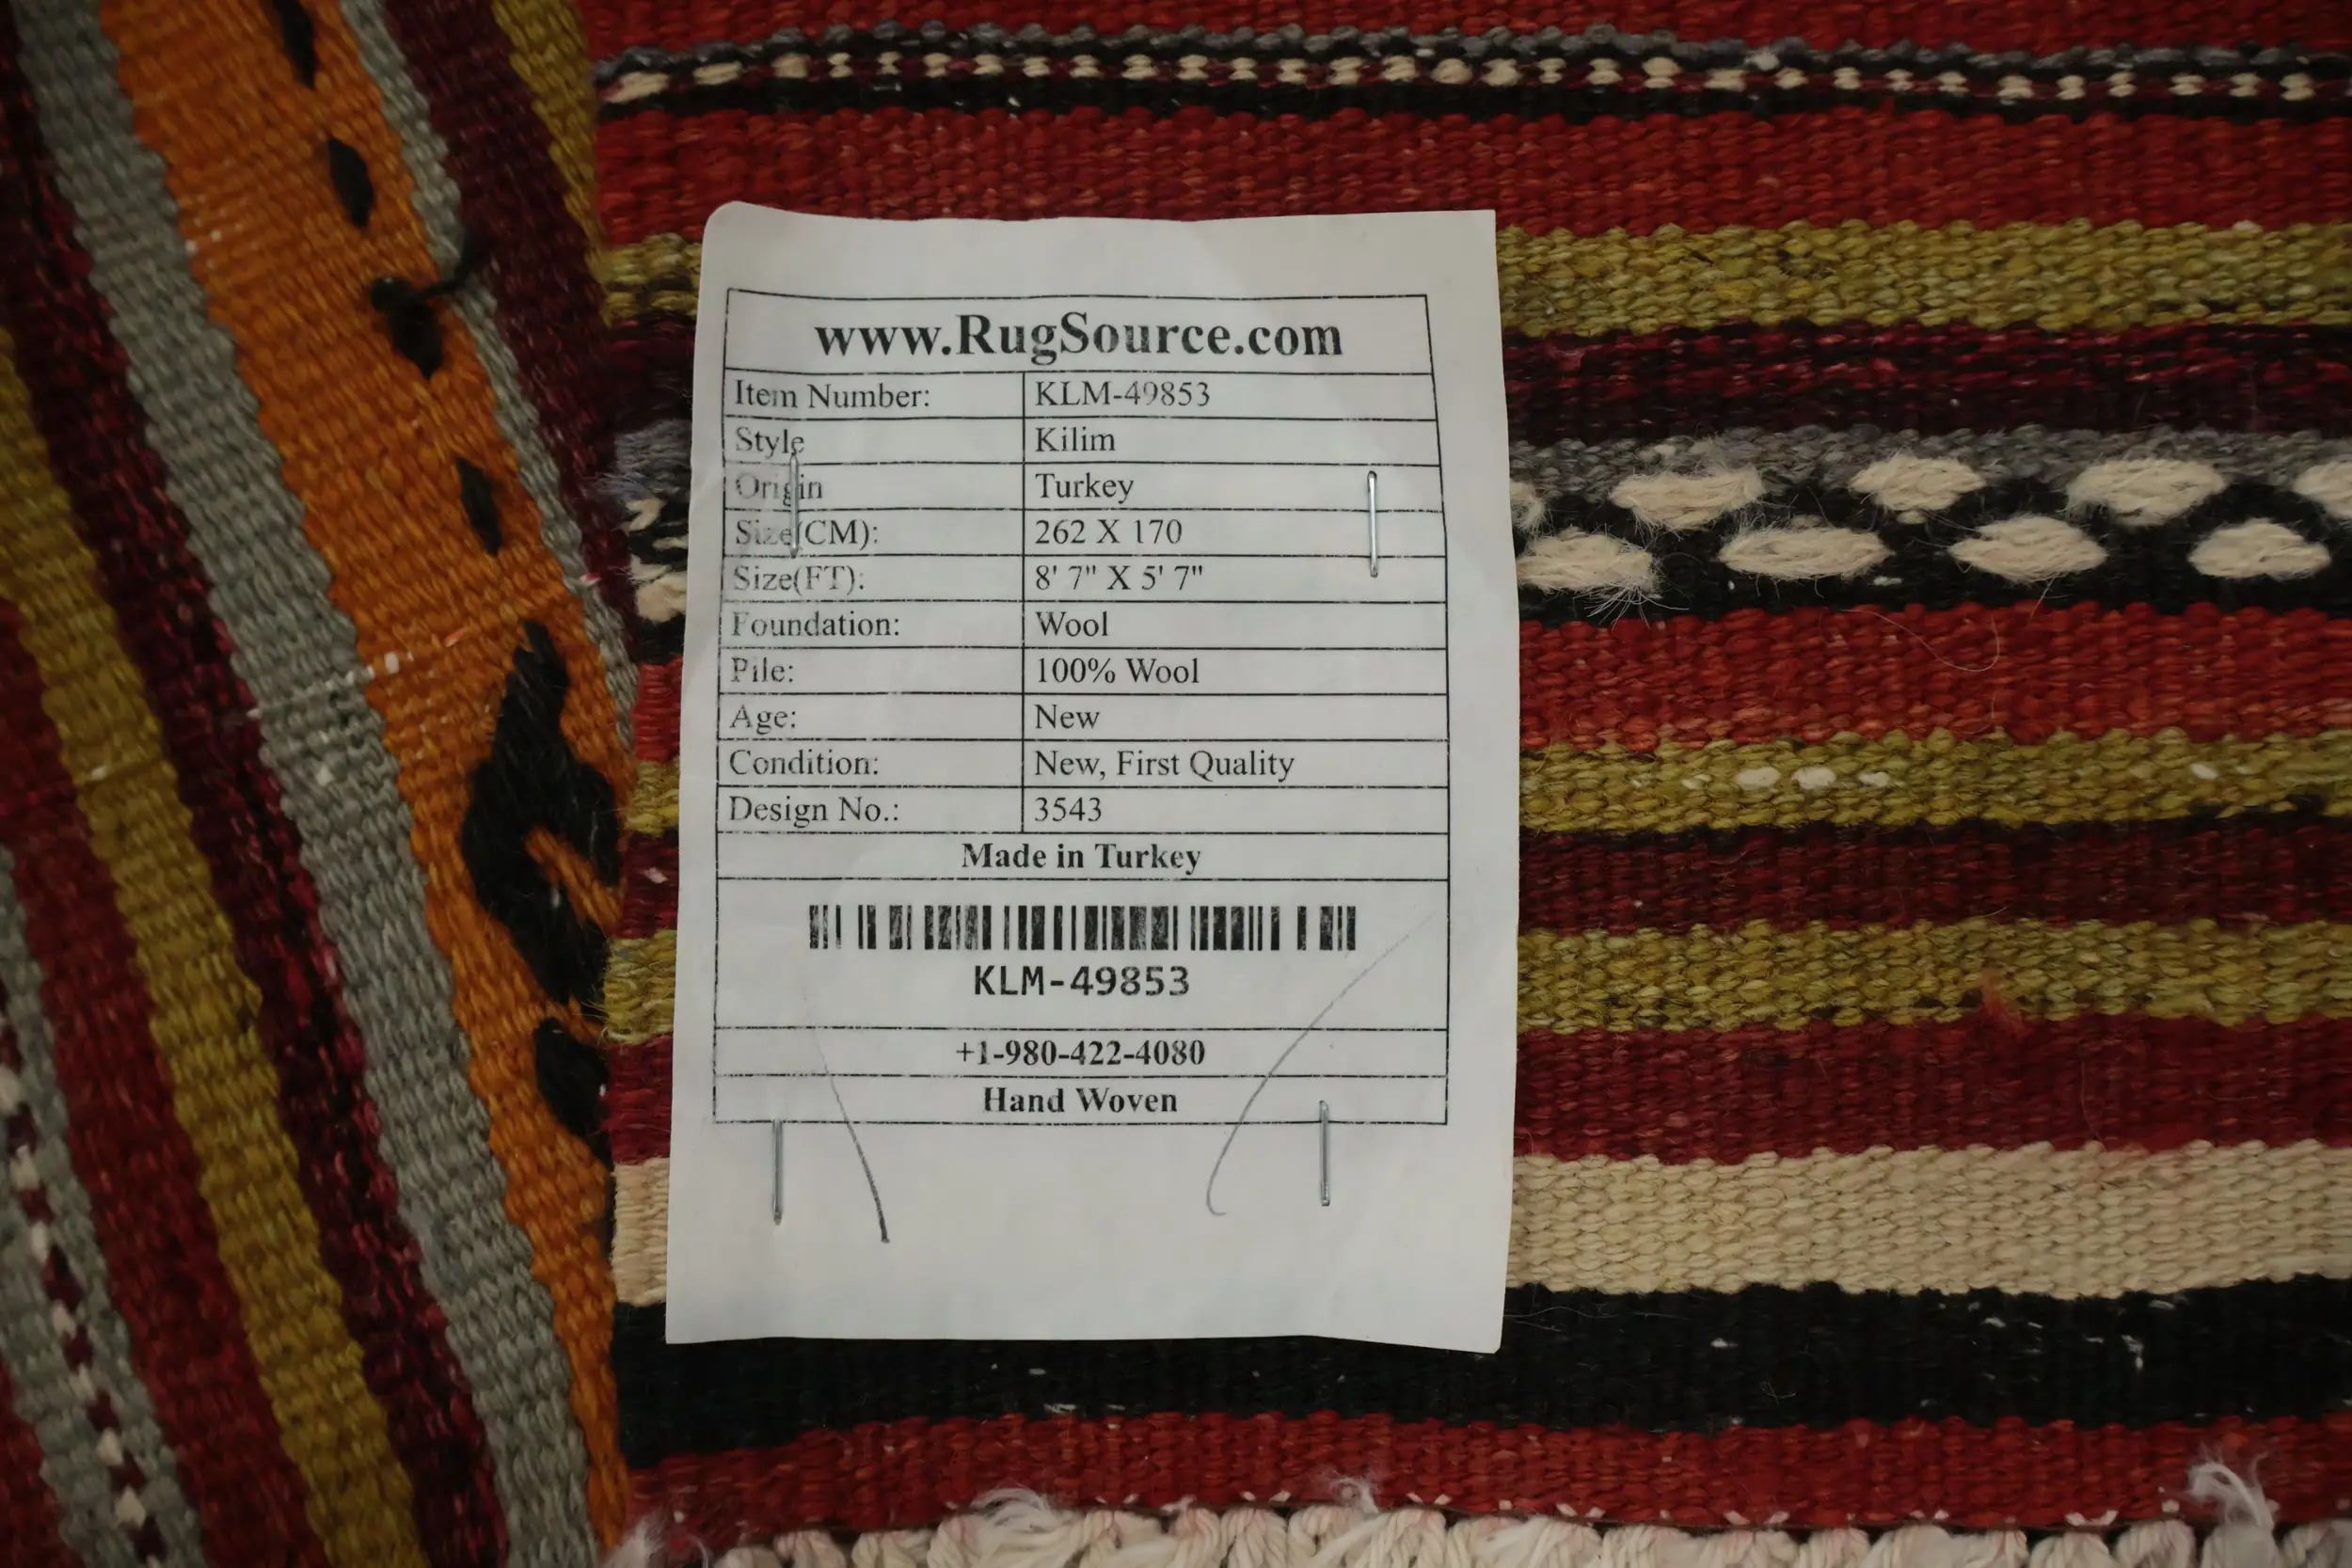 www.RugSource.com
Item Number: KLM-49853
Style Kilim
Origin Turkey
Size(CM): 262 X 170
Size(FT): 8' 7" X 5' 7"
Foundation: Wool
Pile: 100% Wool
Age: New
Condition: New, First Quality
Design No.: 3543
Made in Turkey
KLM-49853
+1-980-422-4080
Hand Woven